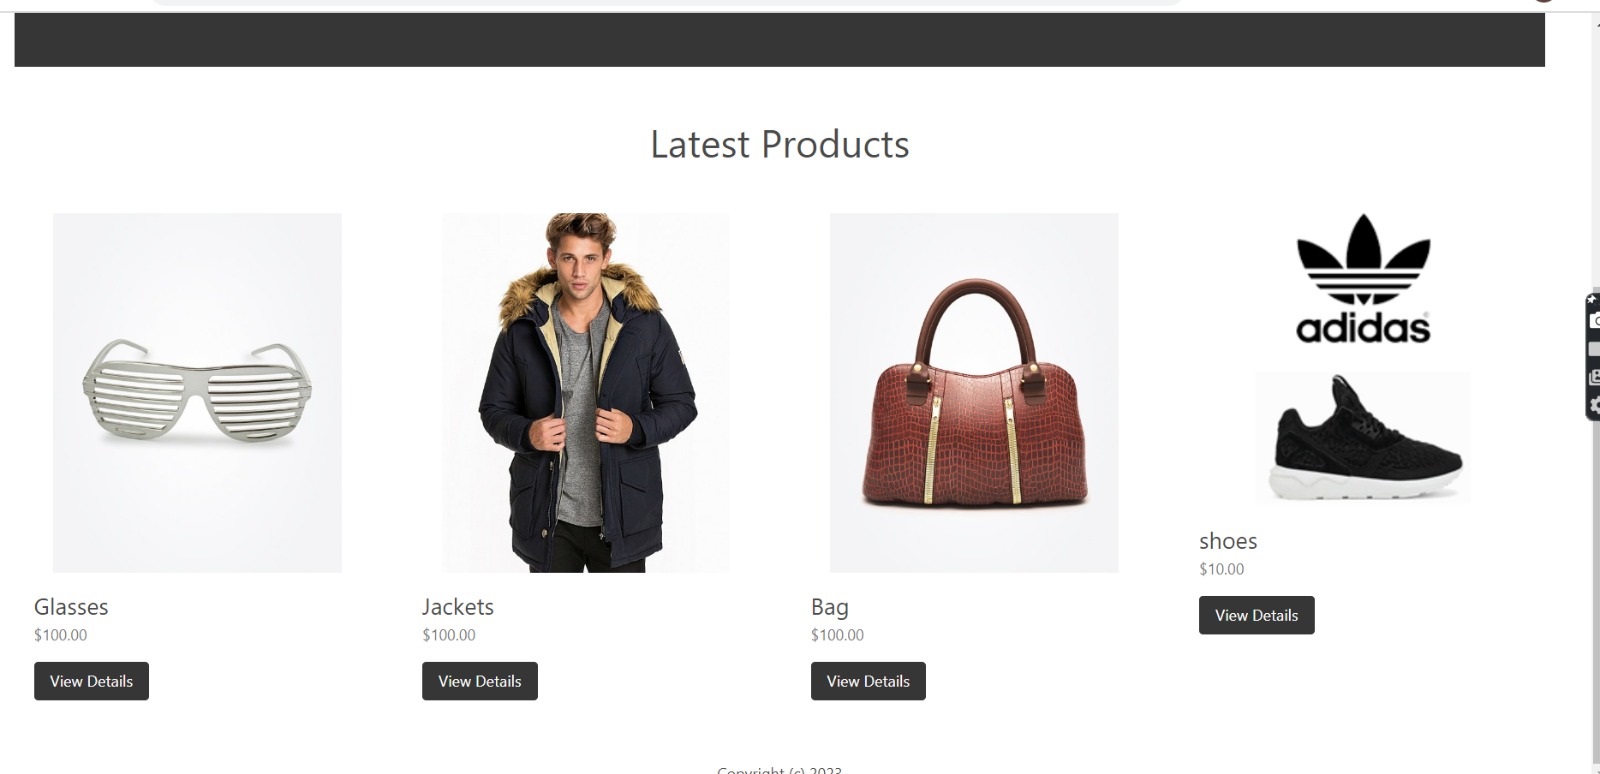 Latest Products
adidas
Glasses
$100.00
View Details
Jackets
$100.00
View Details
Bag
$100.00
View Details
shoes
$10.00
View Details
Copyright (c) 2023